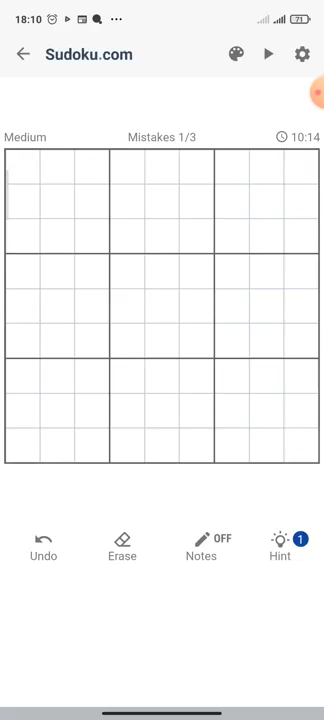 18:10 71
Sudoku.com
Medium Mistakes 1/3 10:14
OFF 1
Undo Erase Notes Hint